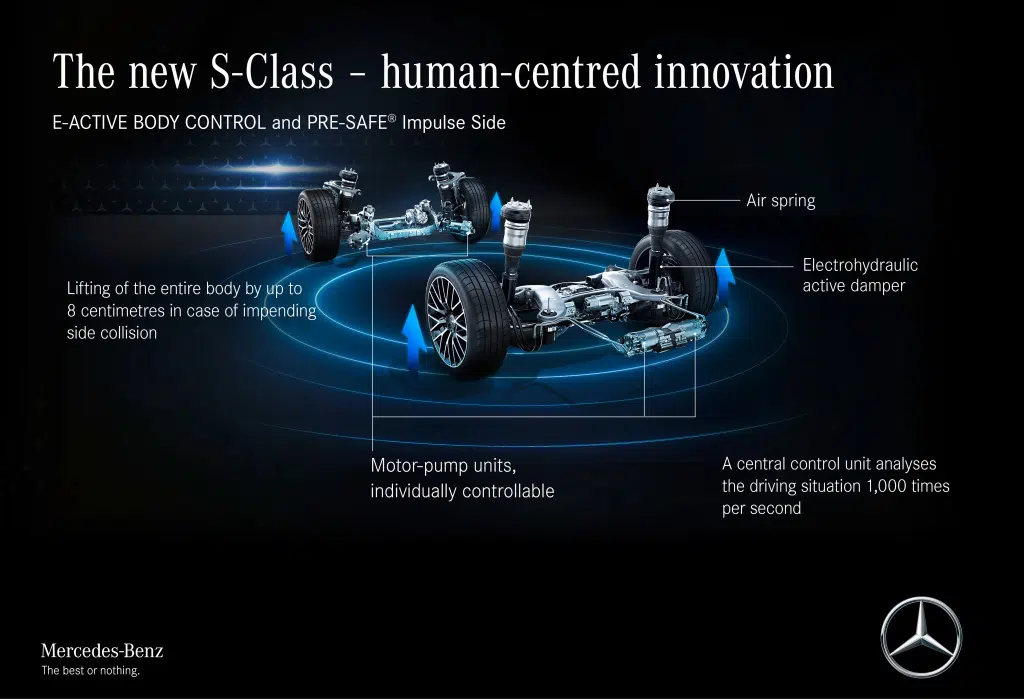 The new S-Class – human-centred innovation
E-ACTIVE BODY CONTROL and PRE-SAFE® Impulse Side
Air spring
Electrohydraulic
active damper
Lifting of the entire body by up to
8 centimetres in case of impending
side collision
Motor-pump units,
individually controllable
A central control unit analyses
the driving situation 1,000 times
per second
Mercedes-Benz
The best or nothing.